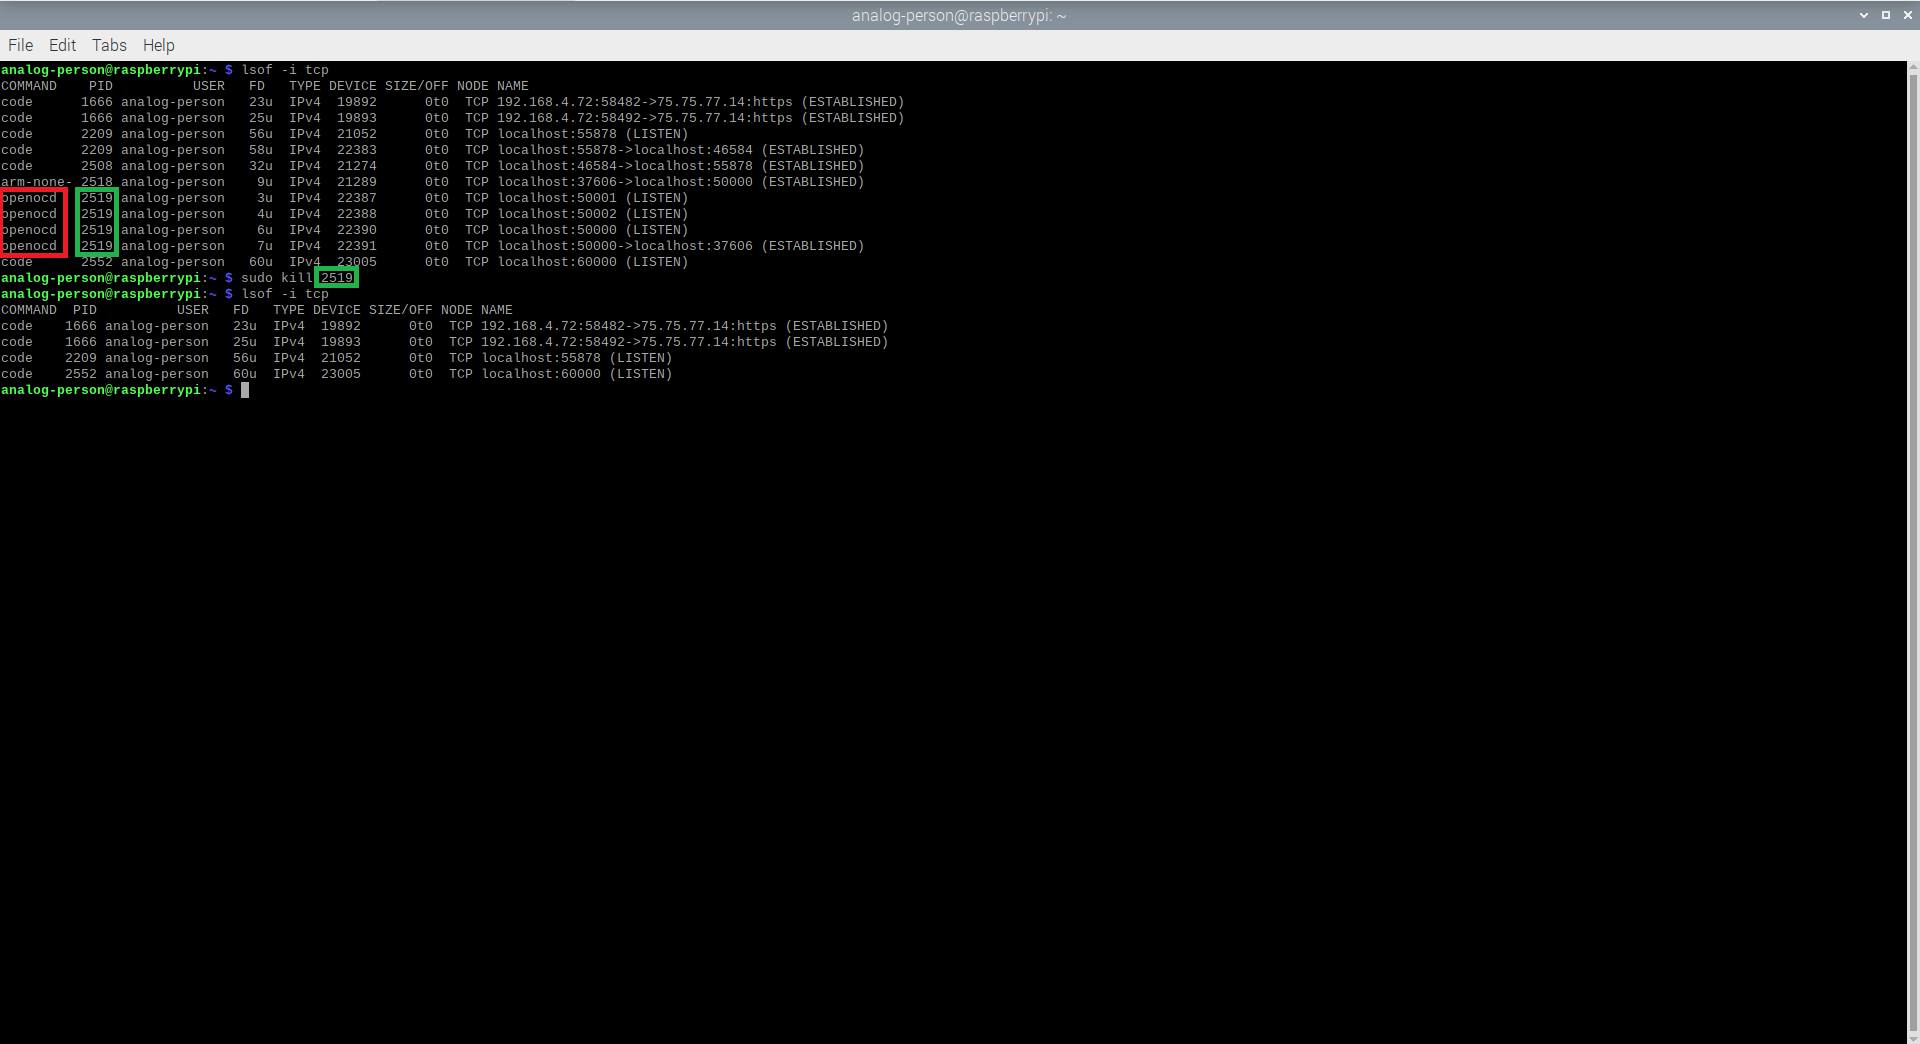 analog-person@raspberrypi: ~
File Edit Tabs Help
analog-person@raspberrypi:~ $ lsof -i tcp
COMMAND    PID          USER   FD   TYPE DEVICE SIZE/OFF NODE NAME
code      1666 analog-person   23u  IPv4  19892      0t0  TCP 192.168.4.72:58482->75.75.77.14:https (ESTABLISHED)
code      1666 analog-person   25u  IPv4  19893      0t0  TCP 192.168.4.72:58492->75.75.77.14:https (ESTABLISHED)
code      2209 analog-person   56u  IPv4  21052      0t0  TCP localhost:55878 (LISTEN)
code      2209 analog-person   58u  IPv4  22383      0t0  TCP localhost:55878->localhost:46584 (ESTABLISHED)
code      2508 analog-person   32u  IPv4  21274      0t0  TCP localhost:46584->localhost:55878 (ESTABLISHED)
arm-none- 2518 analog-person    9u  IPv4  21289      0t0  TCP localhost:37606->localhost:50000 (ESTABLISHED)
openocd   2519 analog-person    3u  IPv4  22387      0t0  TCP localhost:50001 (LISTEN)
openocd   2519 analog-person    4u  IPv4  22388      0t0  TCP localhost:50002 (LISTEN)
openocd   2519 analog-person    6u  IPv4  22390      0t0  TCP localhost:50000 (LISTEN)
openocd   2519 analog-person    7u  IPv4  22391      0t0  TCP localhost:50000->localhost:37606 (ESTABLISHED)
code      2552 analog-person   60u  IPv4  23005      0t0  TCP localhost:60000 (LISTEN)
analog-person@raspberrypi:~ $ sudo kill 2519
analog-person@raspberrypi:~ $ lsof -i tcp
COMMAND  PID          USER   FD   TYPE DEVICE SIZE/OFF NODE NAME
code    1666 analog-person   23u  IPv4  19892      0t0  TCP 192.168.4.72:58482->75.75.77.14:https (ESTABLISHED)
code    1666 analog-person   25u  IPv4  19893      0t0  TCP 192.168.4.72:58492->75.75.77.14:https (ESTABLISHED)
code    2209 analog-person   56u  IPv4  21052      0t0  TCP localhost:55878 (LISTEN)
code    2552 analog-person   60u  IPv4  23005      0t0  TCP localhost:60000 (LISTEN)
analog-person@raspberrypi:~ $